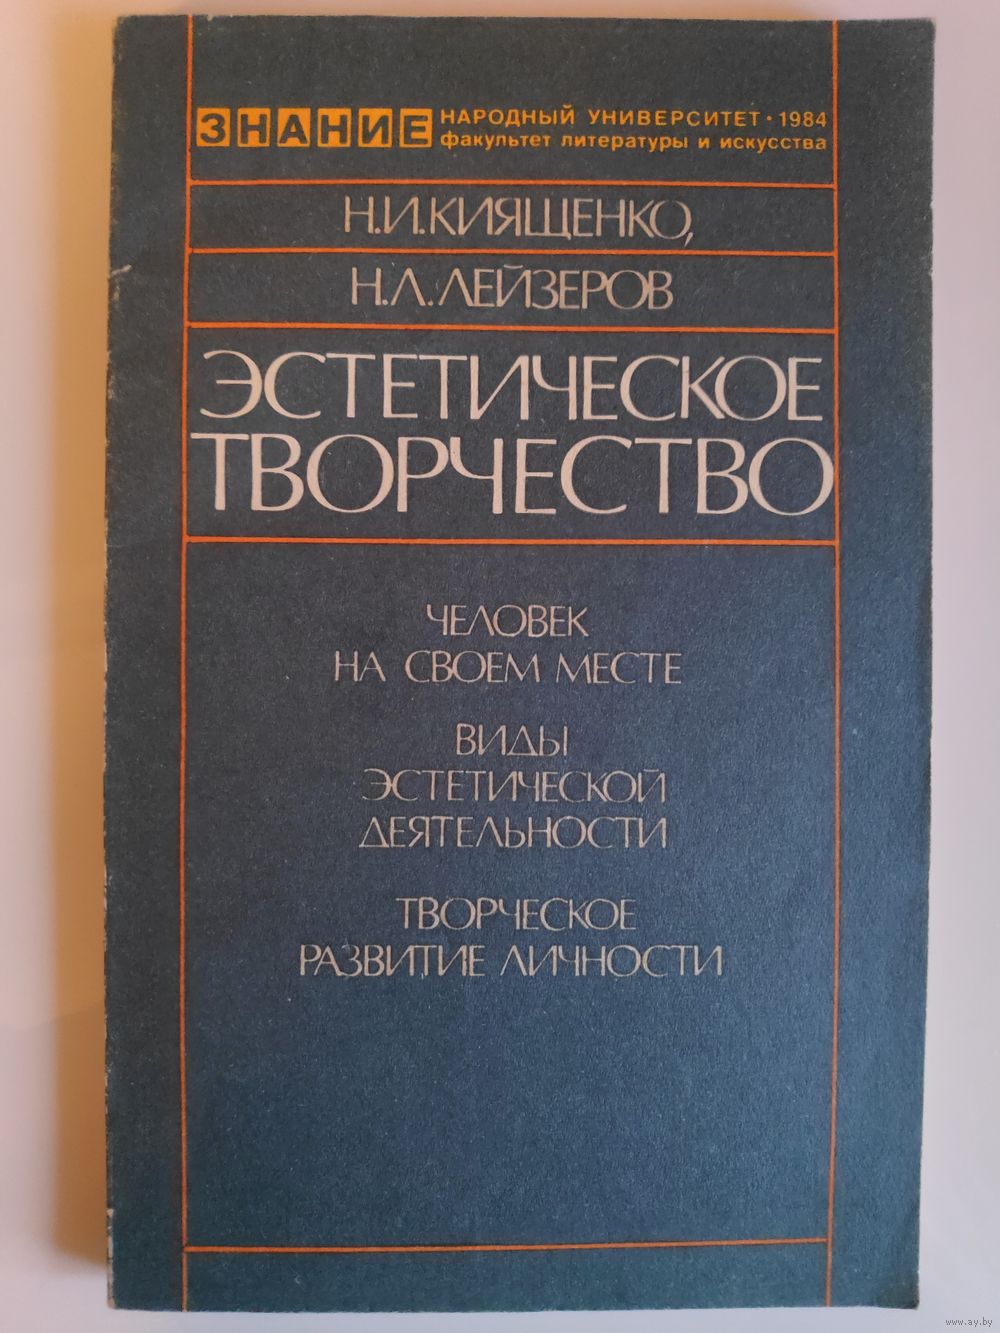 ЗНАНИЕ НАРОДНЫЙ УНИВЕРСИТЕТ • 1984
факультет литературы и искусства
Н.И.КИЯЩЕНКО,
Н.Л.ЛЕЙЗЕРОВ
ЭСТЕТИЧЕСКОЕ
ТВОРЧЕСТВО
ЧЕЛОВЕК
НА СВОЕМ МЕСТЕ
ВИДЫ
ЭСТЕТИЧЕСКОЙ
ДЕЯТЕЛЬНОСТИ
ТВОРЧЕСКОЕ
РАЗВИТИЕ ЛИЧНОСТИ
www.ay.by